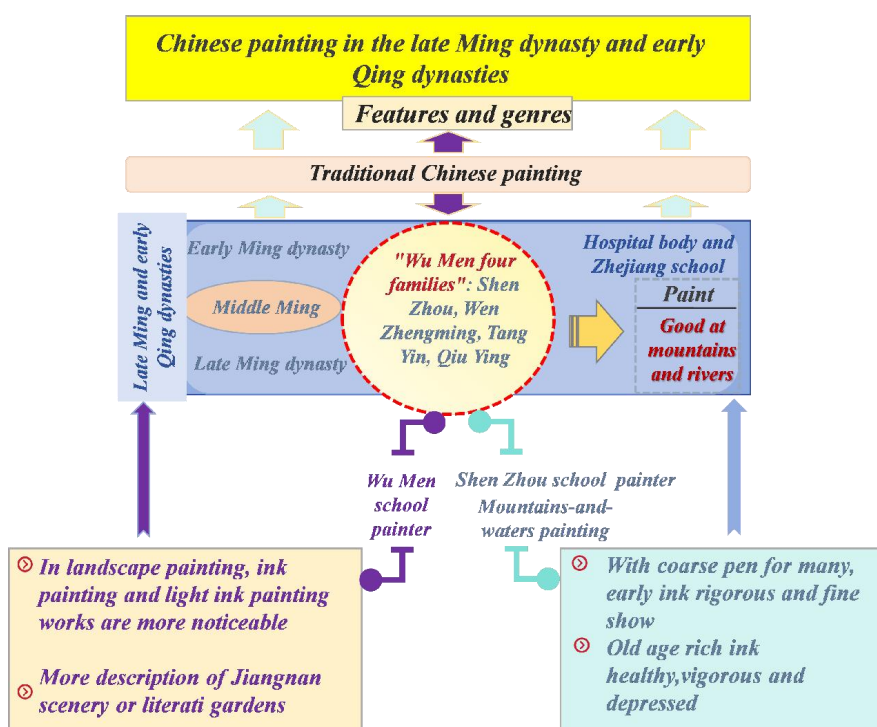 Chinese painting in the late Ming dynasty and early
Qing dynasties
Features and genres
Traditional Chinese painting
Late Ming and early
Qing dynasties
Early Ming dynasty
Middle Ming
Late Ming dynasty
"Wu Men four
families": Shen
Zhou, Wen
Zhengming, Tang
Yin, Qiu Ying
Hospital body and
Zhejiang school
Paint
Good at
mountains
and rivers
Wu Men
school
painter
Shen Zhou school painter
Mountains-and-
waters painting
In landscape painting, ink
painting and light ink painting
works are more noticeable
More description of Jiangnan
scenery or literati gardens
With coarse pen for many,
early ink rigorous and fine
show
Old age rich ink
healthy,vigorous and
depressed